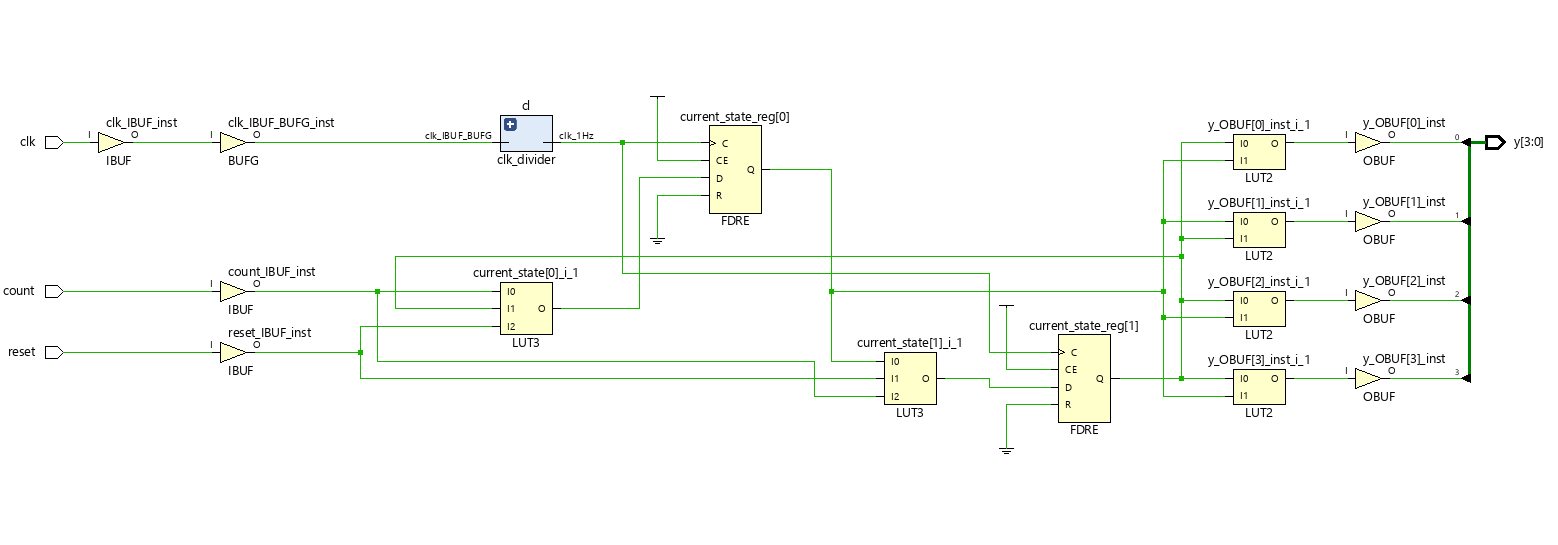 cl
clk_IBUF_inst
clk_IBUF_BUFG_inst
clk
I
O
IBUF
I
O
BUFG
clk_IBUF_BUFG
clk_1Hz
clk_divider
current_state_reg[0]
C
CE
D
R
Q
FDRE
y_OBUF[0]_inst_i_1
I0
I1
O
LUT2
y_OBUF[0]_inst
I
O
OBUF
0
y[3:0]
y_OBUF[1]_inst_i_1
I0
I1
O
LUT2
y_OBUF[1]_inst
I
O
OBUF
1
count
count_IBUF_inst
I
O
IBUF
current_state[0]_i_1
I0
I1
I2
O
LUT3
y_OBUF[2]_inst_i_1
I0
I1
O
LUT2
y_OBUF[2]_inst
I
O
OBUF
2
reset
reset_IBUF_inst
I
O
IBUF
current_state[1]_i_1
I0
I1
I2
O
LUT3
current_state_reg[1]
C
CE
D
R
Q
FDRE
y_OBUF[3]_inst_i_1
I0
I1
O
LUT2
y_OBUF[3]_inst
I
O
OBUF
3